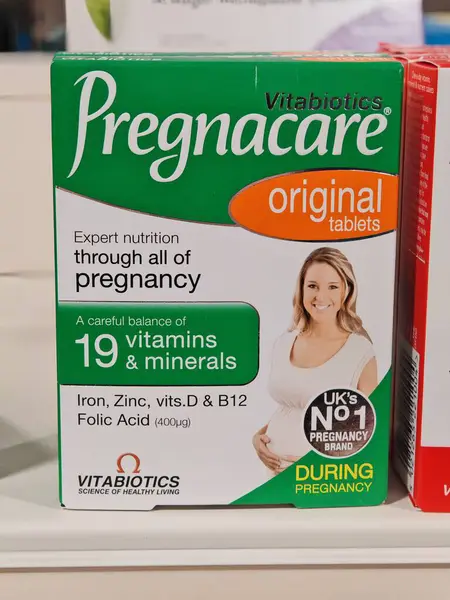 Vitabiotics
Pregnacare®
original
tablets
Expert nutrition
through all of
pregnancy
A careful balance of
19 vitamins
& minerals
Iron, Zinc, vits.D & B12
Folic Acid (400µg)
UK's
Nº1
PREGNANCY
BRAND
DURING
PREGNANCY
VITABIOTICS
SCIENCE OF HEALTHY LIVING